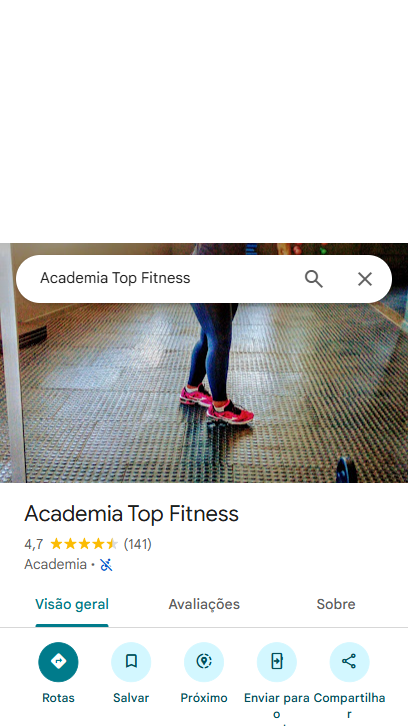 Academia Top Fitness
Academia Top Fitness
4,7 (141)
Academia ·
Visão geral Avaliações Sobre
Rotas Salvar Próximo Enviar para Compartilha
o r